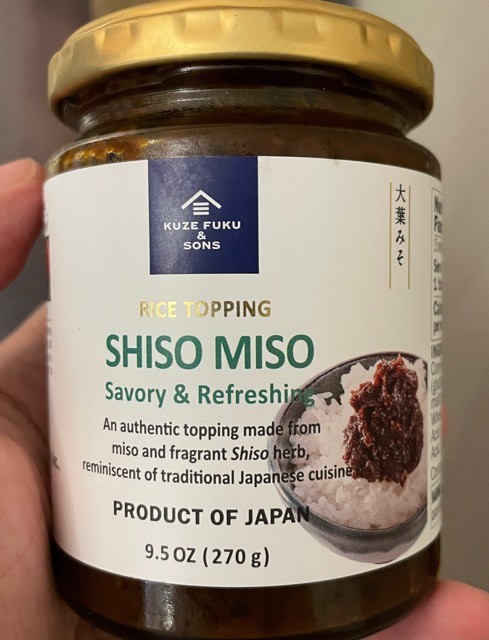 KUZE FUKU
&
SONS
大葉みそ
RICE TOPPING
SHISO MISO
Savory & Refreshing
An authentic topping made from
miso and fragrant Shiso herb,
reminiscent of traditional Japanese cuisine
PRODUCT OF JAPAN
9.5 OZ (270 g)